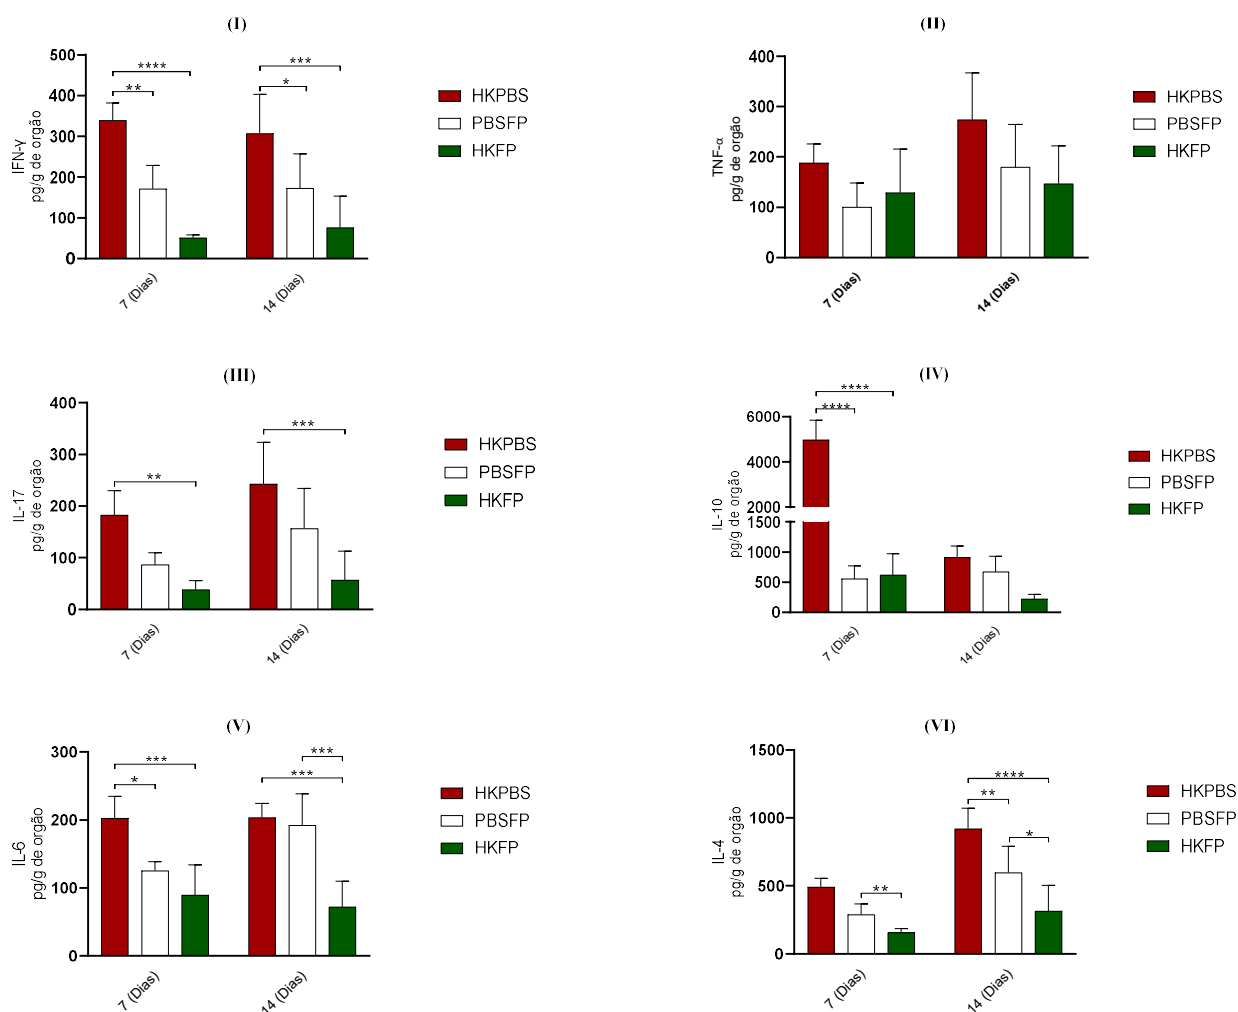 (I)
500
400
300
200
100
0
IFN-γ
pg/g de orgão
****
**
***
*
7 (Dias)
14 (Dias)
HKPBS
PBSFP
HKFP
(II)
400
300
200
100
0
TNF-α
pg/g de orgão
7 (Dias)
14 (Dias)
HKPBS
PBSFP
HKFP
(III)
400
300
200
100
0
IL-17
pg/g de orgão
**
***
7 (Dias)
14 (Dias)
HKPBS
PBSFP
HKFP
(IV)
6000
4000
2000
1500
1000
500
0
IL-10
pg/g de orgão
****
****
7 (Dias)
14 (Dias)
HKPBS
PBSFP
HKFP
(V)
300
200
100
0
IL-6
pg/g de orgão
***
*
***
***
7 (Dias)
14 (Dias)
HKPBS
PBSFP
HKFP
(VI)
1500
1000
500
0
IL-4
pg/g de orgão
**
****
**
*
7 (Dias)
14 (Dias)
HKPBS
PBSFP
HKFP